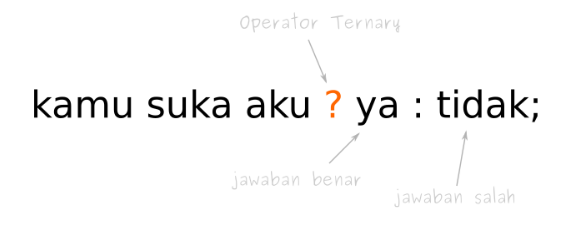 Operator Ternary
kamu suka aku ? ya : tidak;
jawaban benar
jawaban salah